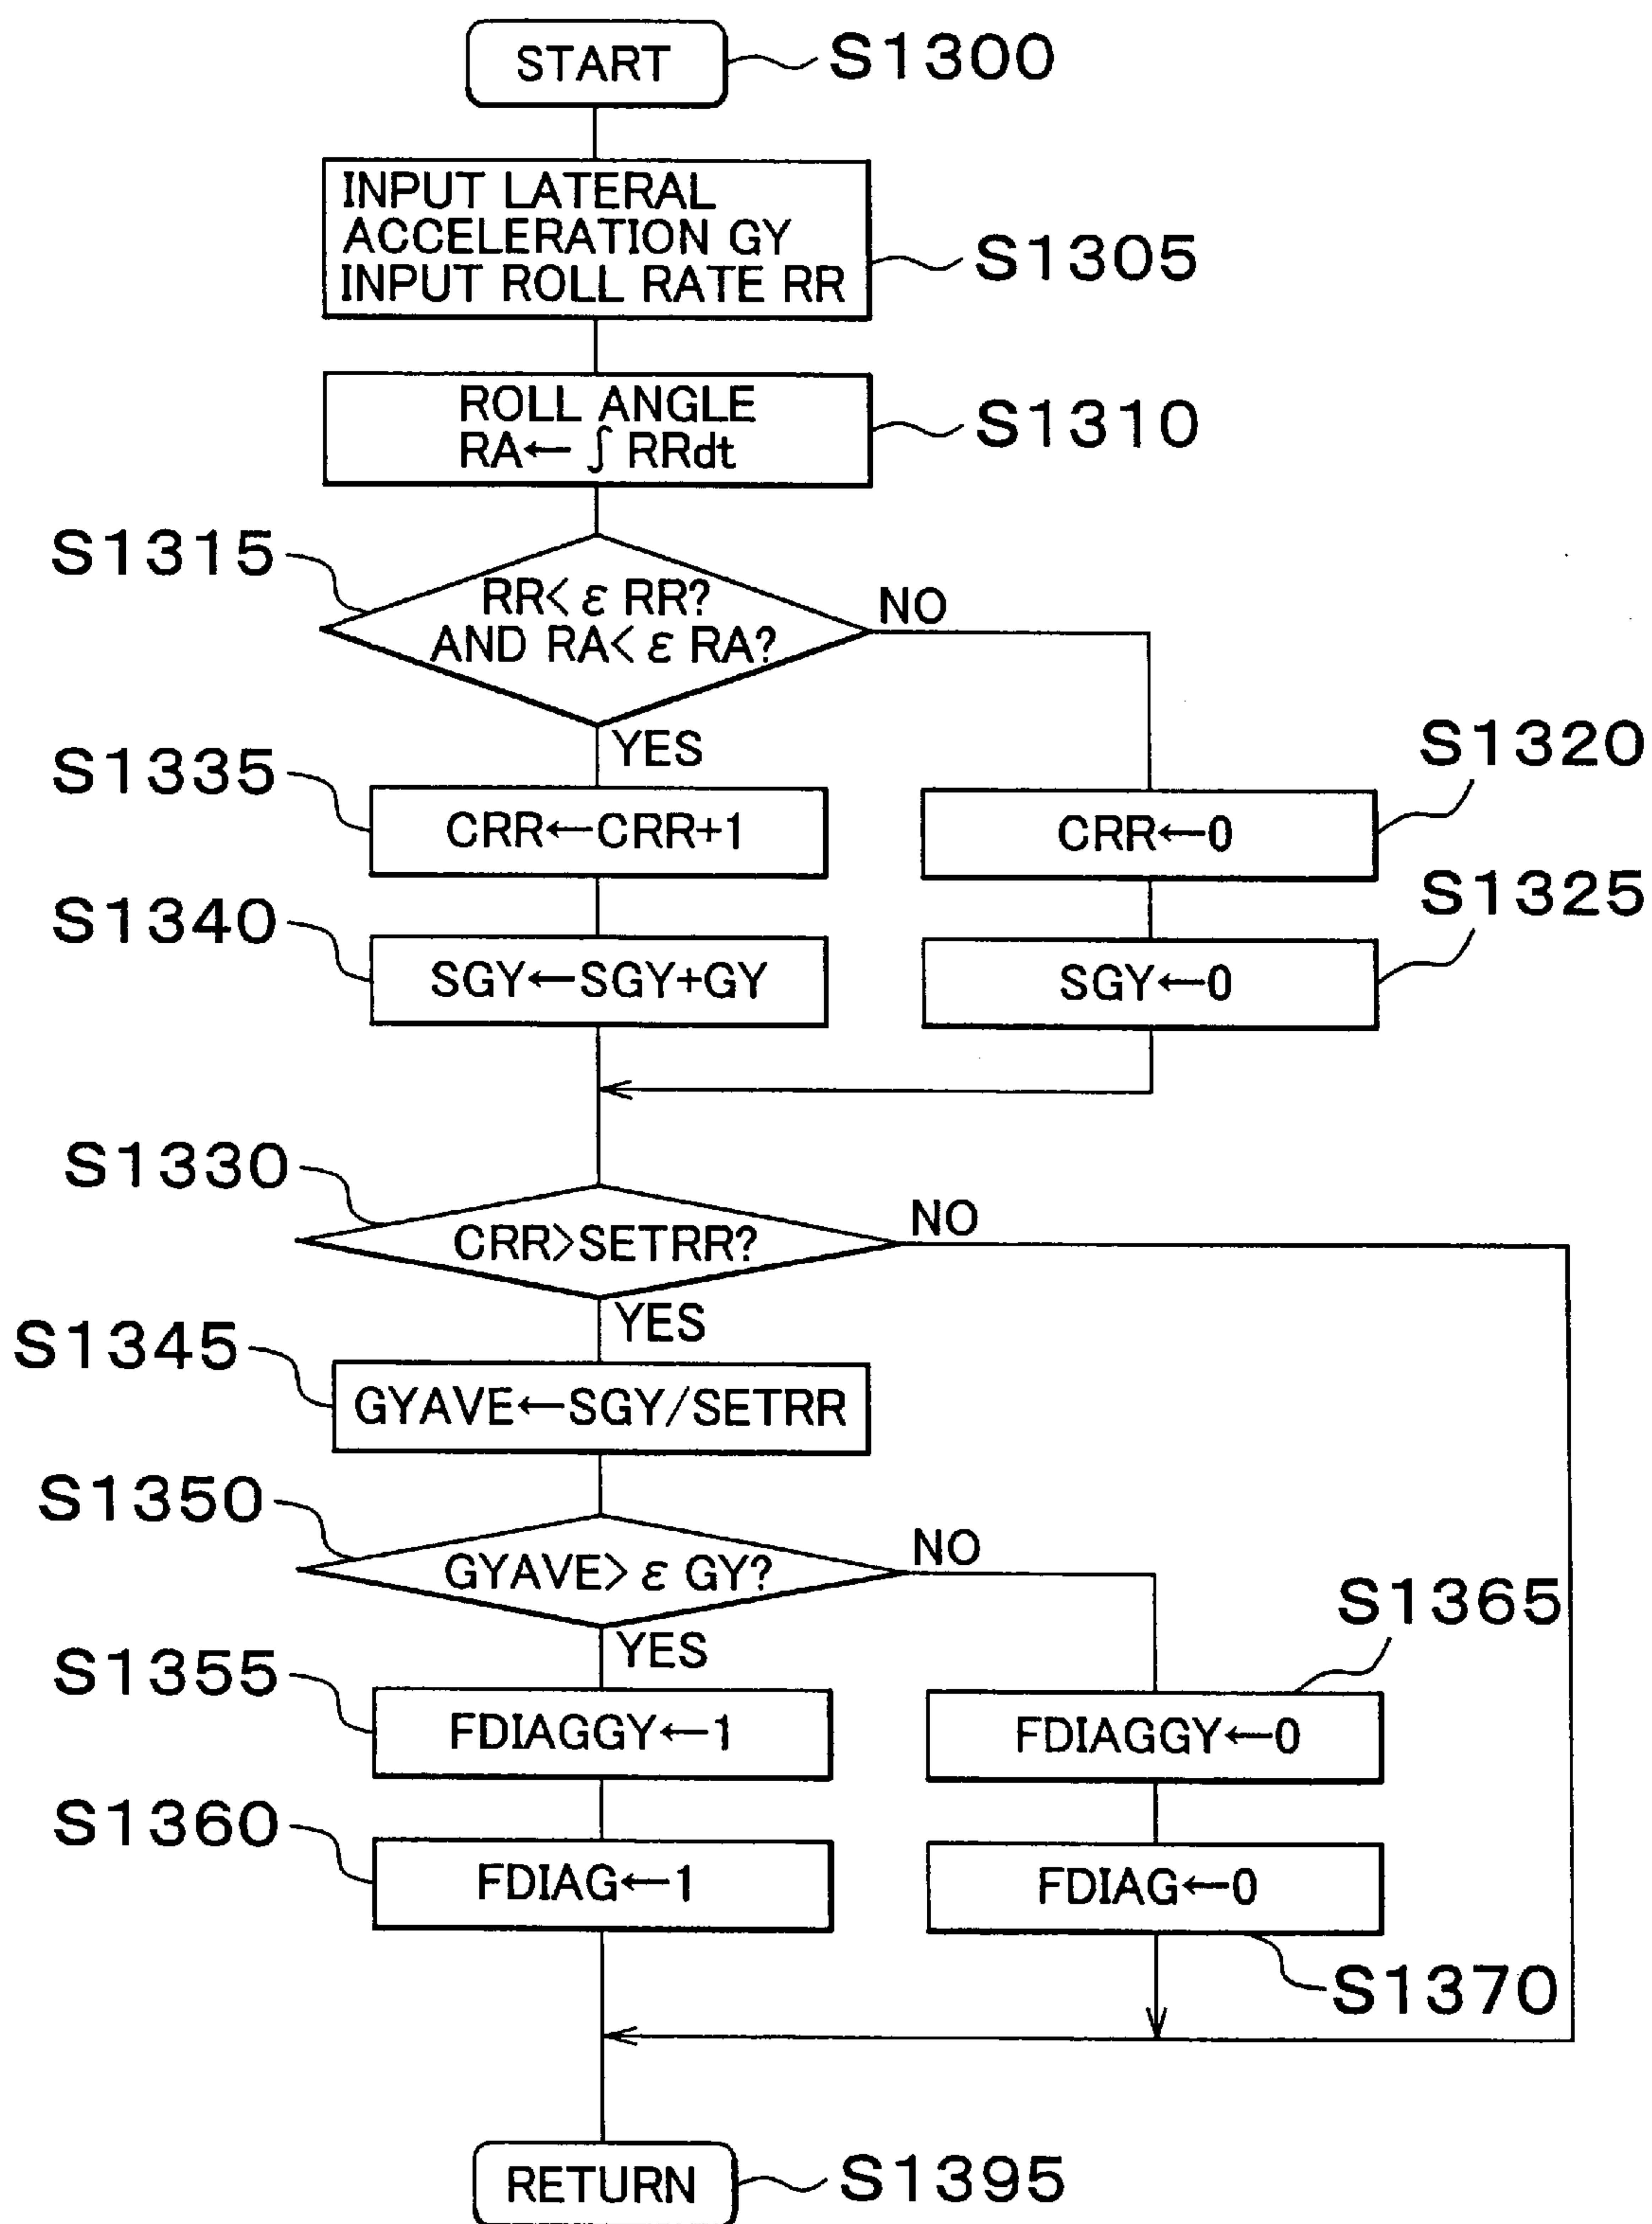 START
S1300
INPUT LATERAL
ACCELERATION GY
INPUT ROLL RATE RR
S1305
ROLL ANGLE
RA←∫RRdt
S1310
S1315
RR<ε RR?
AND RA<ε RA?
NO
YES
S1335
CRR←CRR+1
CRR←0
S1320
S1340
SGY←SGY+GY
SGY←0
S1325
S1330
CRR>SETRR?
NO
YES
S1345
GYAVE←SGY/SETRR
S1350
GYAVE>ε GY?
NO
YES
S1355
FDIAGGY←1
FDIAGGY←0
S1365
S1360
FDIAG←1
FDIAG←0
S1370
RETURN
S1395